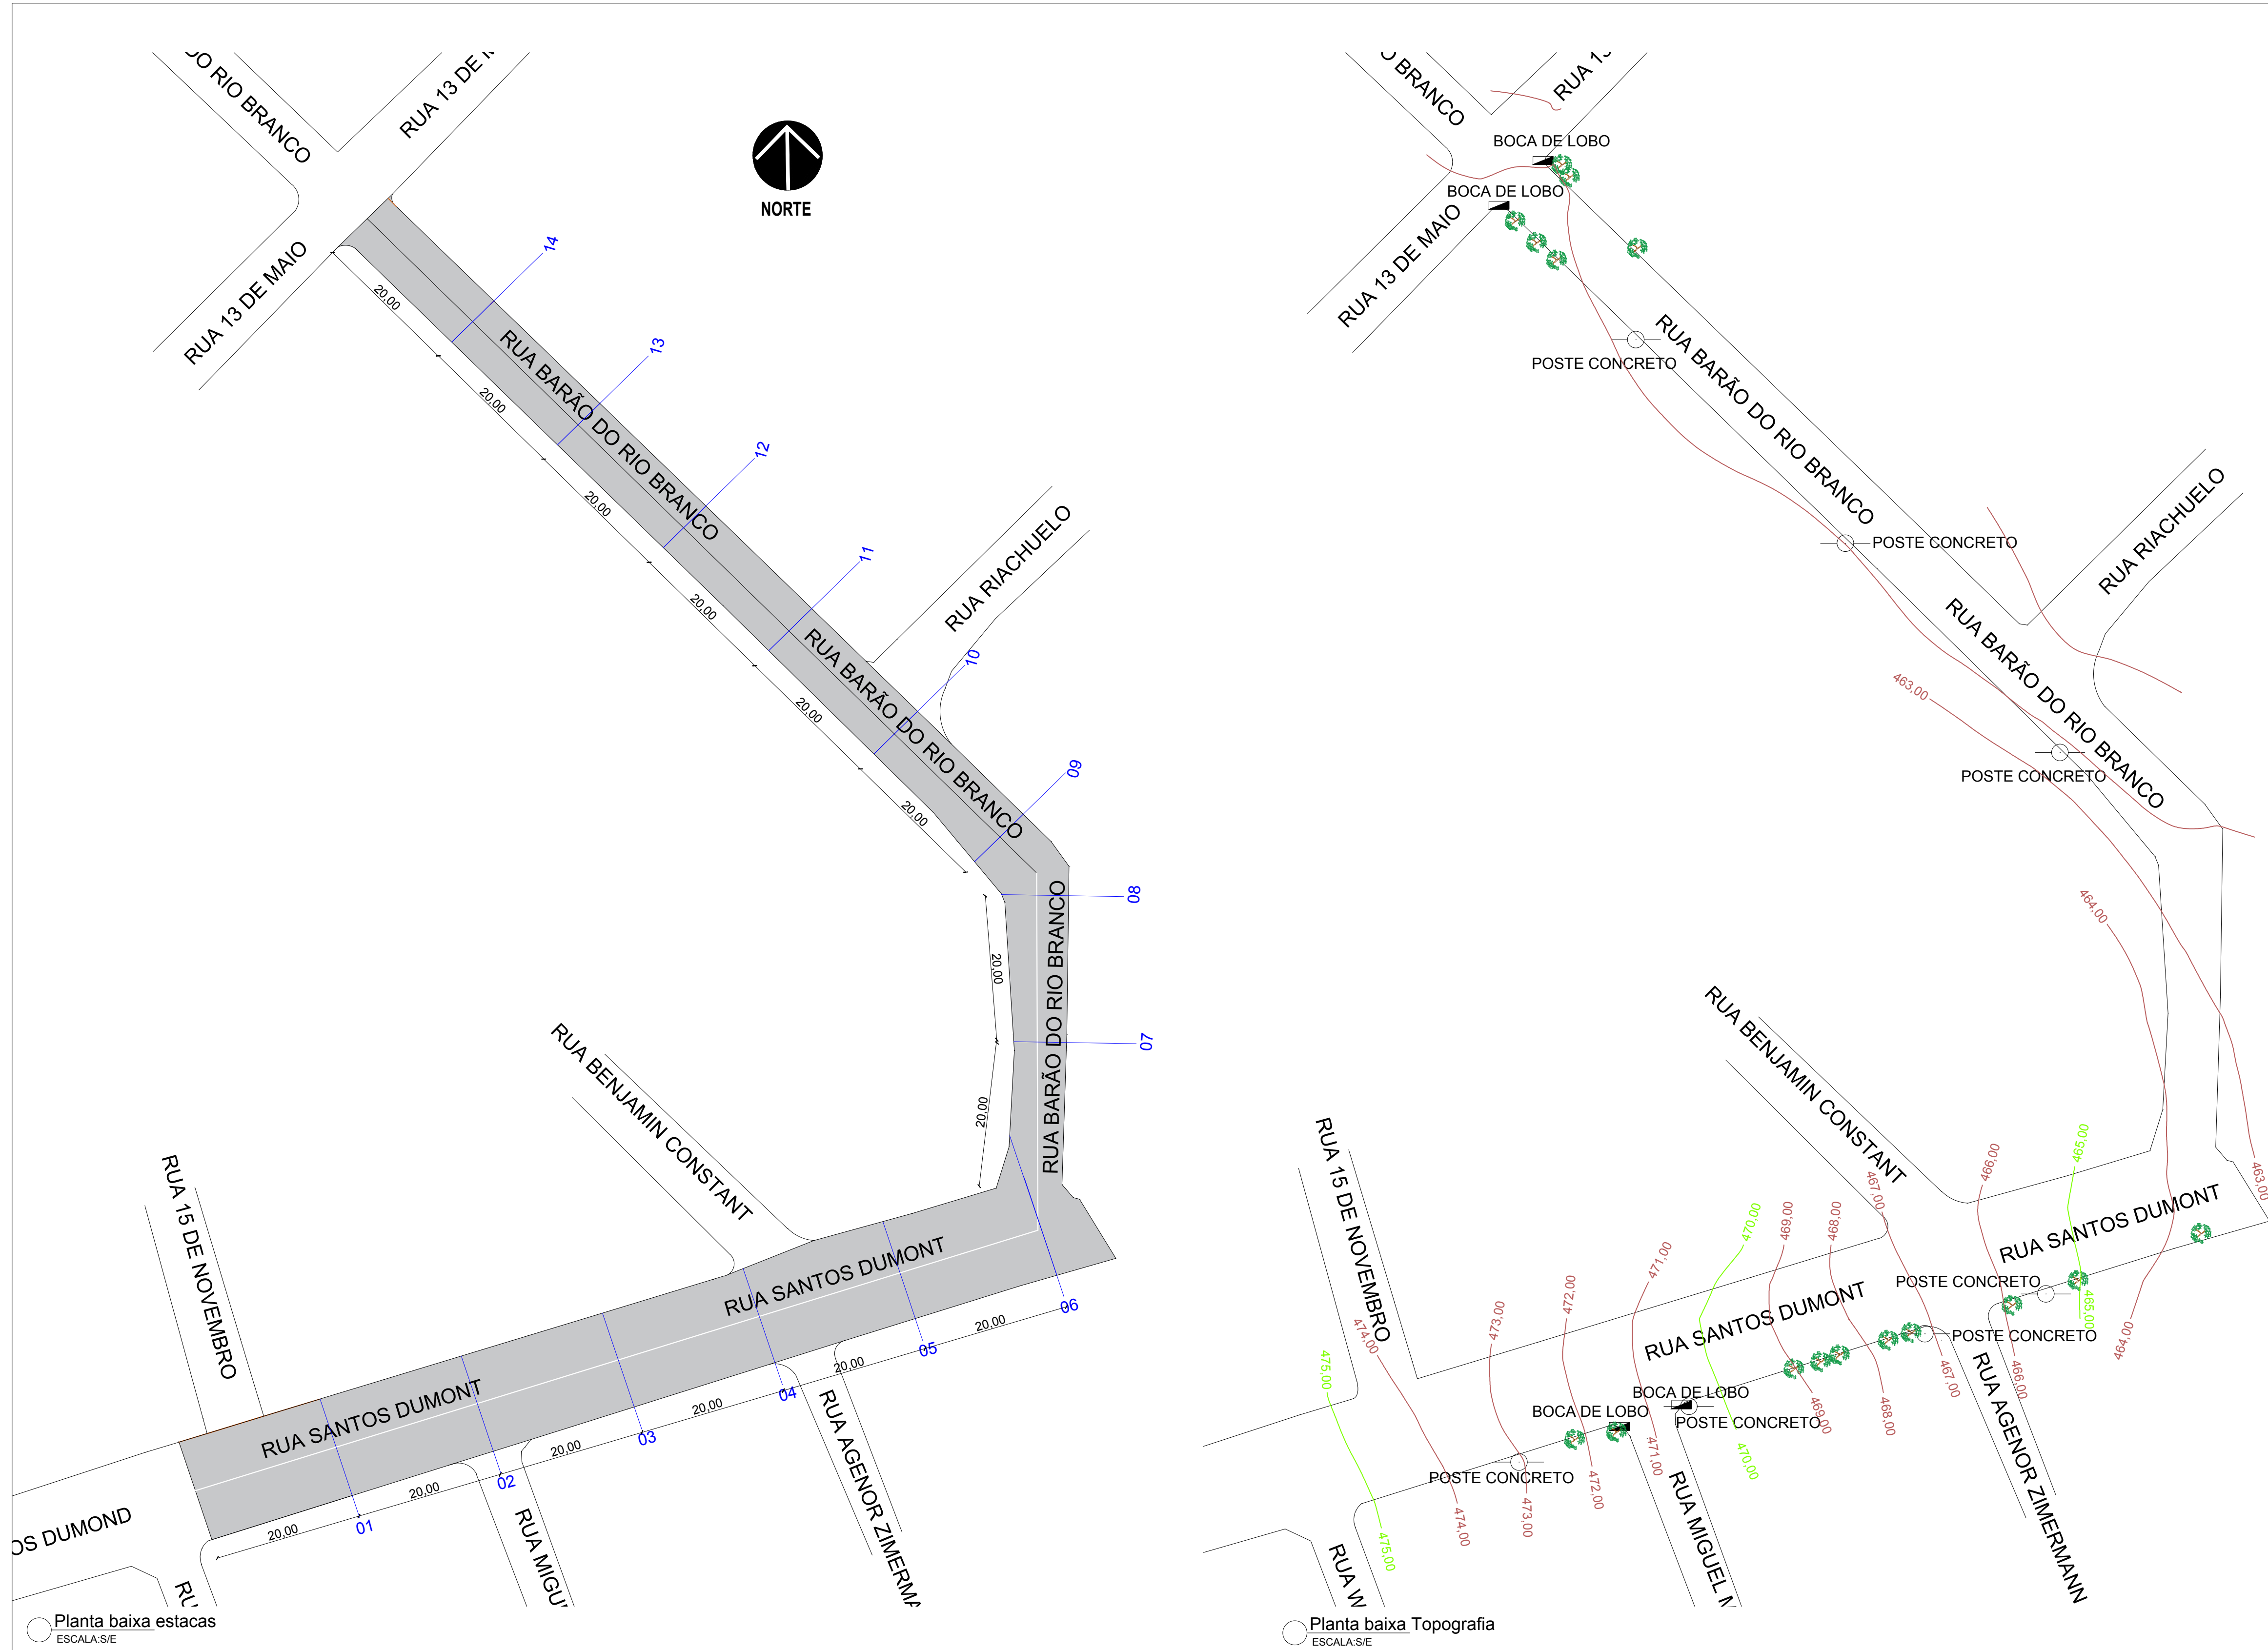 DO RIO BRANCO
RUA 13 DE
NORTE
RUA 13 DE MAIO
14
13
12
11
10
09
08
07
06
05
04
03
02
01
20,00
20,00
20,00
20,00
20,00
20,00
20,00
20,00
20,00
20,00
20,00
20,00
20,00
20,00
RUA BARÃO DO RIO BRANCO
RUA BARÃO DO RIO BRANCO
RUA RIACHUELO
RUA BARÃO DO RIO BRANCO
RUA BENJAMIN CONSTANT
RUA 15 DE NOVEMBRO
RUA SANTOS DUMONT
RUA SANTOS DUMONT
OS DUMOND
RUA AGENOR ZIMERMA
RUA MIGU
RU
Planta baixa estacas
ESCALA:S/E
O BRANCO
RUA 13
BOCA DE LOBO
BOCA DE LOBO
RUA 13 DE MAIO
POSTE CONCRETO
RUA BARÃO DO RIO BRANCO
POSTE CONCRETO
RUA RIACHUELO
RUA BARÃO DO RIO BRANCO
463,00
POSTE CONCRETO
464,00
RUA BENJAMIN CONSTANT
RUA 15 DE NOVEMBRO
465,00
466,00
467,00
463,00
470,00
469,00
468,00
RUA SANTOS DUMONT
471,00
472,00
473,00
474,00
475,00
POSTE CONCRETO
465,00
RUA SANTOS DUMONT
POSTE CONCRETO
464,00
466,00
467,00
BOCA DE LOBO
BOCA DE LOBO
POSTE CONCRETO
469,00
468,00
POSTE CONCRETO
470,00
471,00
472,00
473,00
474,00
475,00
RUA AGENOR ZIMERMANN
RUA MIGUEL
RUA W
Planta baixa Topografia
ESCALA:S/E